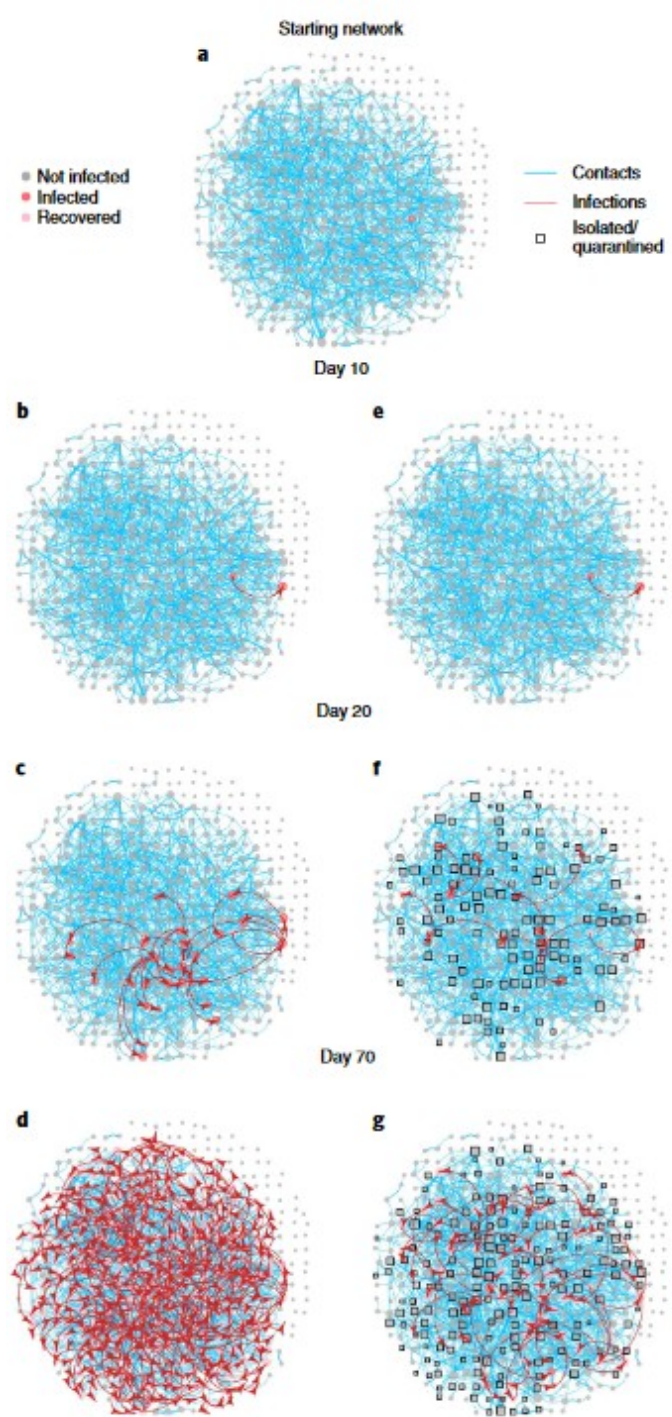 Starting network
a
Not infected
Infected
Recovered
Contacts
Infections
Isolated/
quarantined
Day 10
b
e
Day 20
c
f
Day 70
d
g